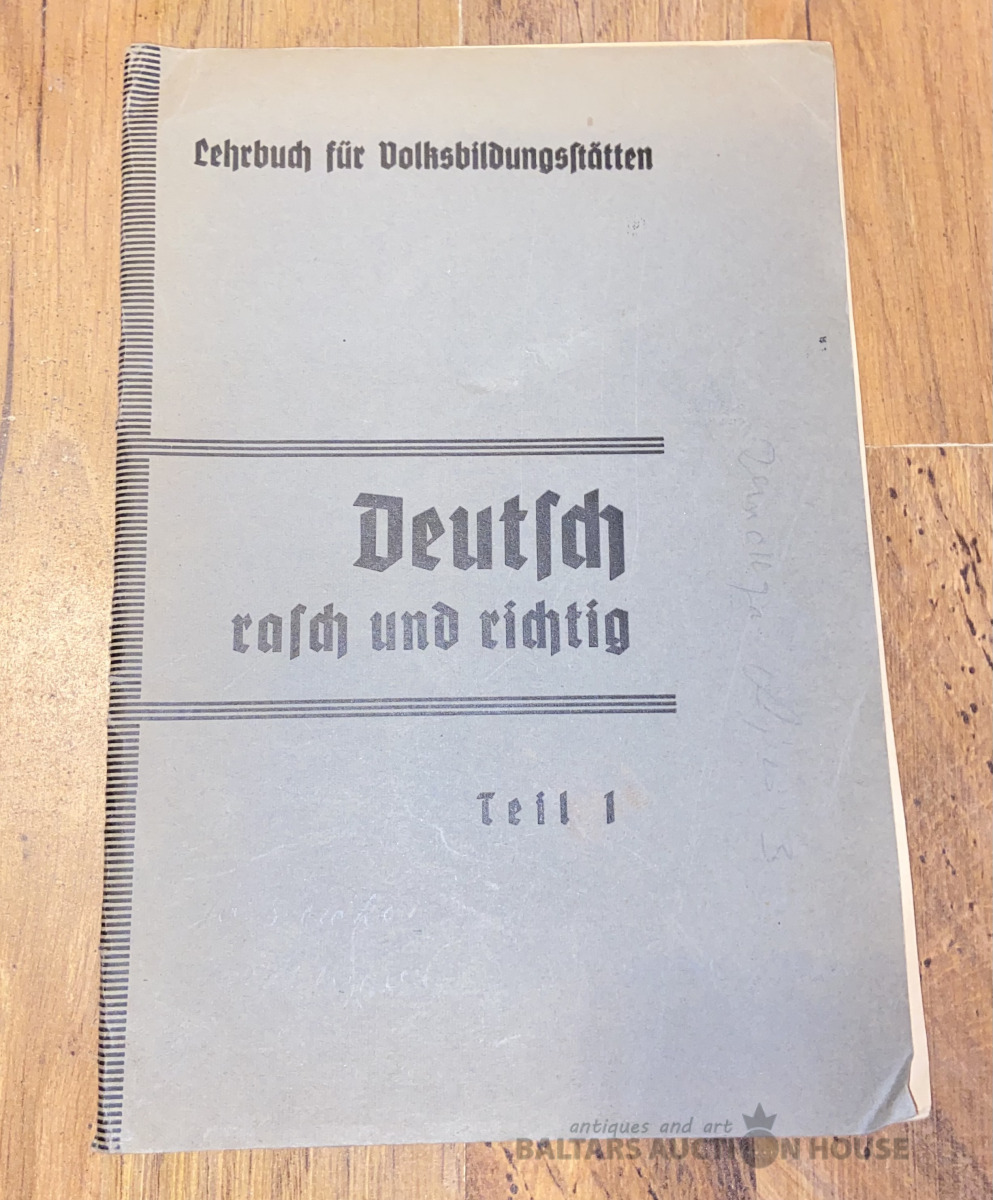 Lehrbuch für Volksbildungsstätten
Deutsch
rasch und richtig
Teil 1
antiques and art
BALTARS AUCTION HOUSE